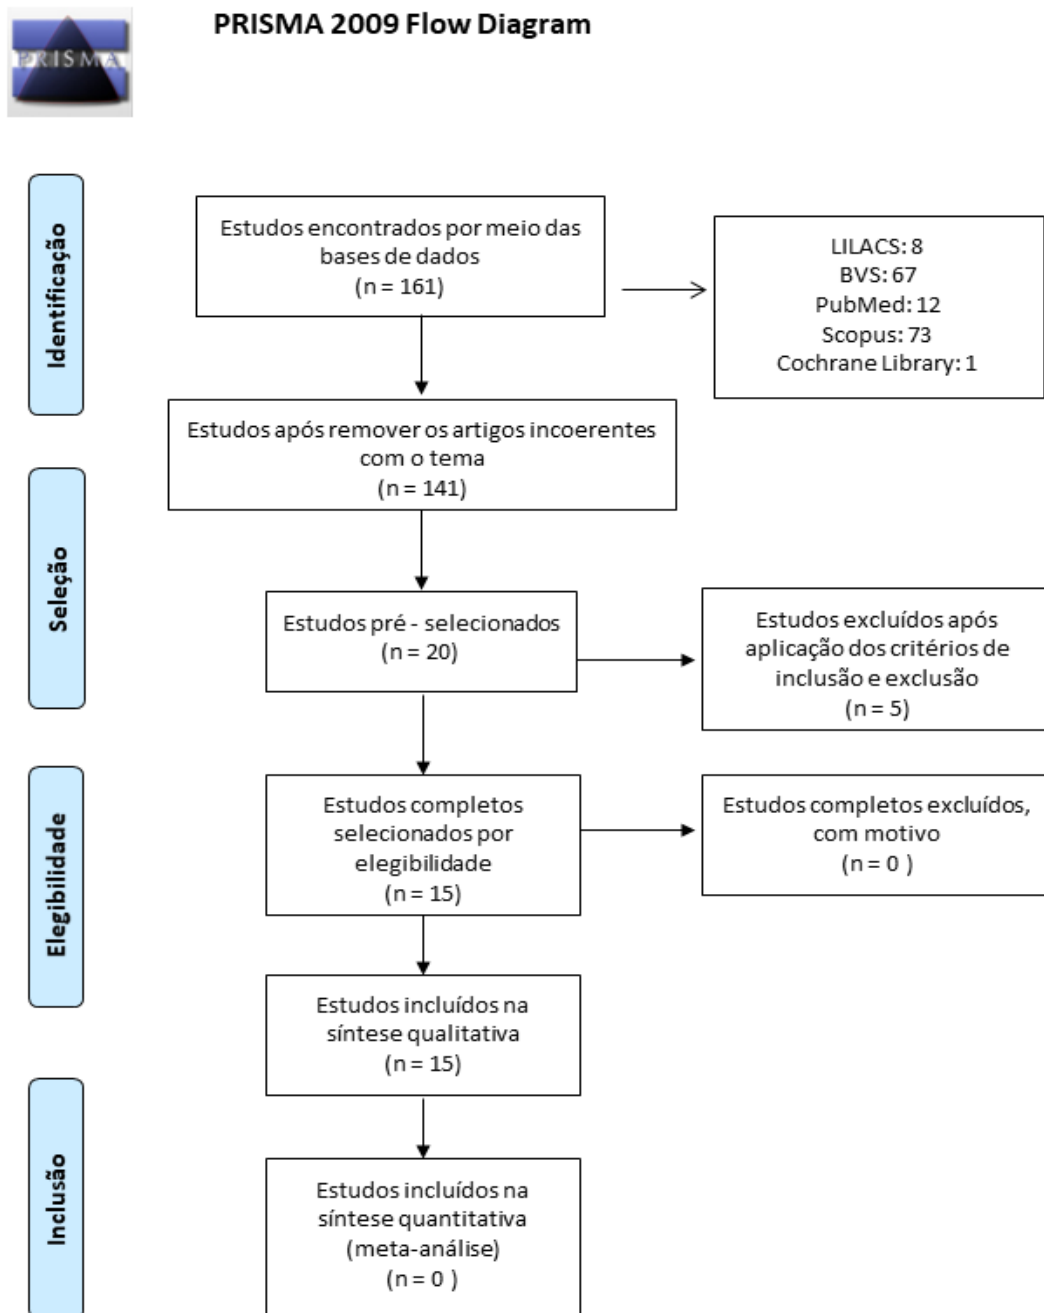 PRISMA 2009 Flow Diagram
PRISMA
Identificação
Estudos encontrados por meio das
bases de dados
(n = 161)
LILACS: 8
BVS: 67
PubMed: 12
Scopus: 73
Cochrane Library: 1
Estudos após remover os artigos incoerentes
com o tema
(n = 141)
Seleção
Estudos pré - selecionados
(n = 20)
Estudos excluídos após
aplicação dos critérios de
inclusão e exclusão
(n = 5)
Elegibilidade
Estudos completos
selecionados por
elegibilidade
(n = 15)
Estudos completos excluídos,
com motivo
(n = 0 )
Estudos incluídos na
síntese qualitativa
(n = 15)
Inclusão
Estudos incluídos na
síntese quantitativa
(meta-análise)
(n = 0 )